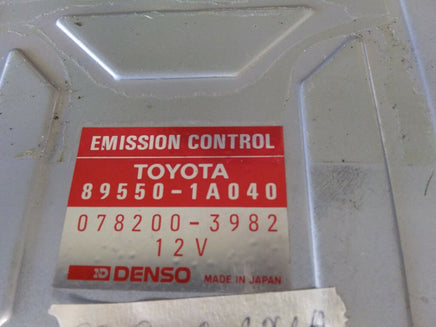 EMISSION CONTROL
TOYOTA
89550-1A040
078200-3982
12V
DENSO MADE IN JAPAN